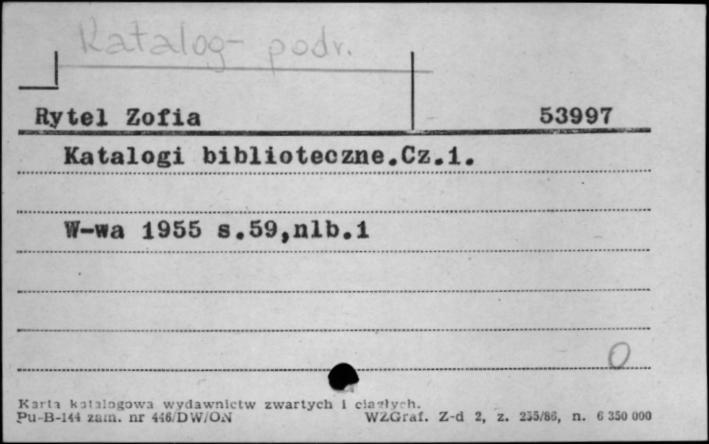 Katalog- podr.
Rytel Zofia 53997
Katalogi biblioteczne.Cz.1.
W-wa 1955 s.59,nlb.1
0
Karta katalogowa wydawnictw zwartych i ciągłych.
Pu-B-144 zam. nr 446/DW/ON WZGraf. Z-d 2, z. 235/86, n. 6 350 000